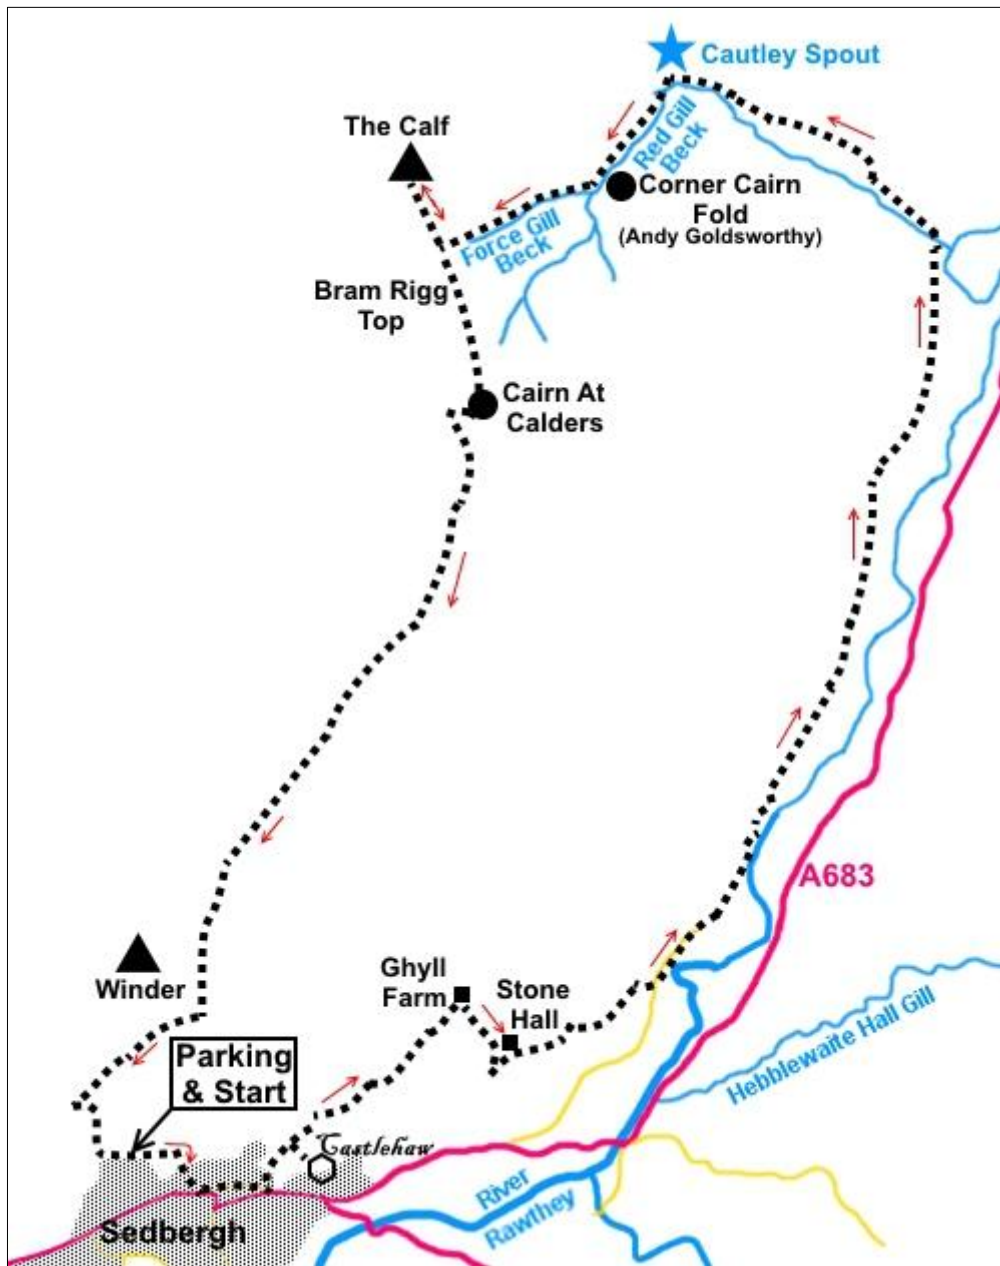 Cautley Spout
The Calf
Red Gill
Beck
Corner Cairn
Fold
(Andy Goldsworthy)
Force Gill
Beck
Bram Rigg
Top
Cairn At
Calders
A683
Ghyll
Farm
Stone
Hall
Winder
Hebblewaite Hall Gill
Parking
& Start
Castlehaw
River
Rawthey
Sedbergh